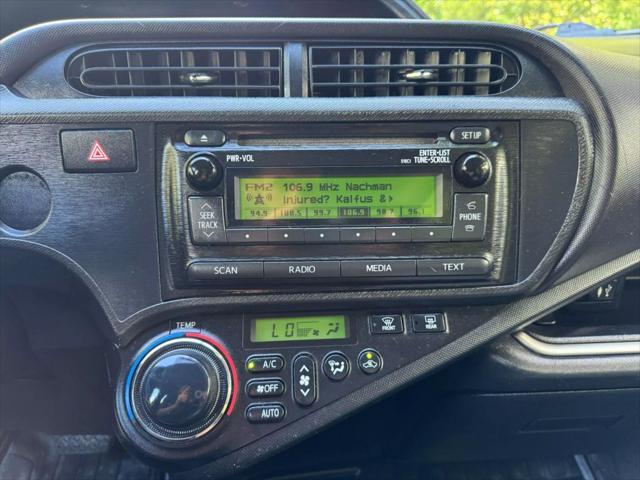 SETUP
PWR•VOL
ENTER•LIST
TUNE•SCROLL
FM2 106.9 MHz Nachman
Injured? Kalfus &
94.9 100.5 99.7 106.9 98.7 96.1
SEEK
TRACK
PHONE
SCAN RADIO MEDIA TEXT
TEMP
LO
FRONT
REAR
A/C
OFF
AUTO